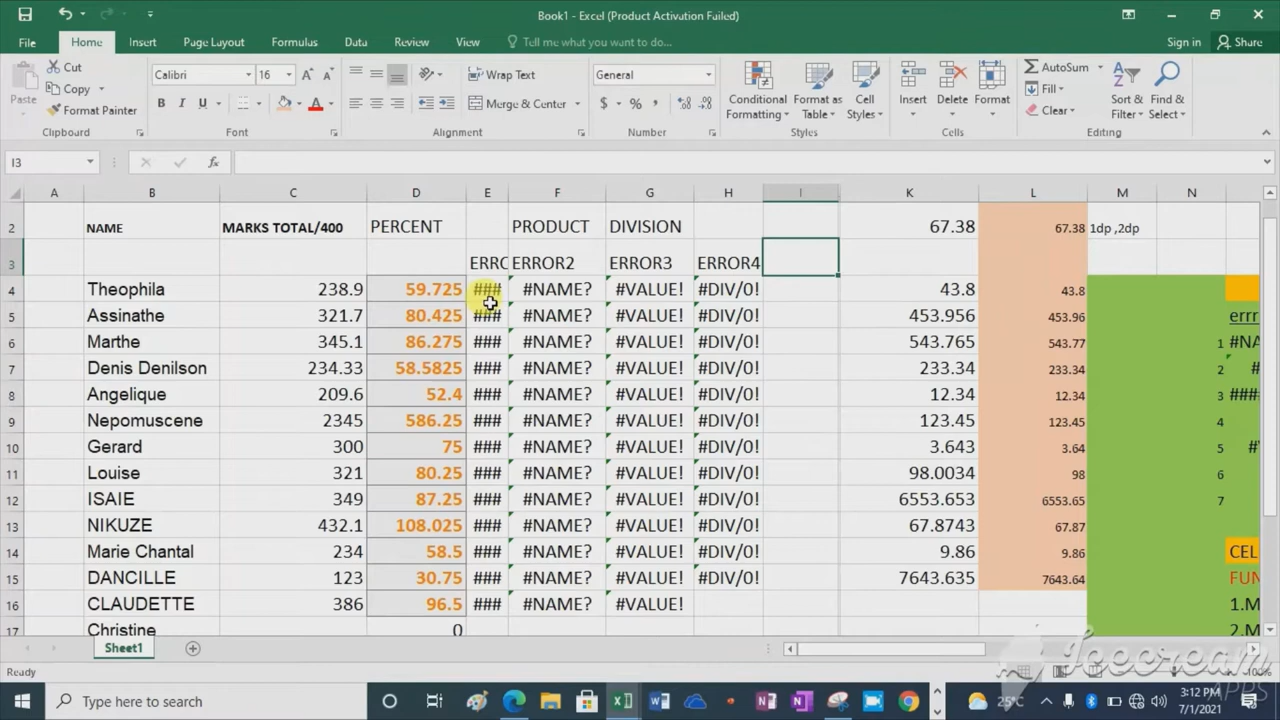 Book1 - Excel (Product Activation Failed)
File Home Insert Page Layout Formulas Data Review View Tell me what you want to do... Sign in Share
Cut
Copy
Format Painter
Paste
Calibri 16
B I U
Wrap Text
Merge & Center
General
$ % ,
Conditional Formatting
Format as Table
Cell Styles
Insert Delete Format
AutoSum
Fill
Clear
Sort & Filter
Find & Select
Clipboard Font Alignment Number Styles Cells Editing
I3 fx
A B C D E F G H I K L M N
2 NAME MARKS TOTAL/400 PERCENT PRODUCT DIVISION 67.38 67.38 1dp ,2dp
3 ERRO ERROR2 ERROR3 ERROR4
4 Theophila 238.9 59.725 ### #NAME? #VALUE! #DIV/0! 43.8 43.8
5 Assinathe 321.7 80.425 ### #NAME? #VALUE! #DIV/0! 453.956 453.96 errr
6 Marthe 345.1 86.275 ### #NAME? #VALUE! #DIV/0! 543.765 543.77 1 #NA
7 Denis Denilson 234.33 58.5825 ### #NAME? #VALUE! #DIV/0! 233.34 233.34 2 #
8 Angelique 209.6 52.4 ### #NAME? #VALUE! #DIV/0! 12.34 12.34 3 ###
9 Nepomuscene 2345 586.25 ### #NAME? #VALUE! #DIV/0! 123.45 123.45 4
10 Gerard 300 75 ### #NAME? #VALUE! #DIV/0! 3.643 3.64 5
11 Louise 321 80.25 ### #NAME? #VALUE! #DIV/0! 98.0034 98 6
12 ISAIE 349 87.25 ### #NAME? #VALUE! #DIV/0! 6553.653 6553.65 7
13 NIKUZE 432.1 108.025 ### #NAME? #VALUE! #DIV/0! 67.8743 67.87
14 Marie Chantal 234 58.5 ### #NAME? #VALUE! #DIV/0! 9.86 9.86 CEL
15 DANCILLE 123 30.75 ### #NAME? #VALUE! #DIV/0! 7643.635 7643.64 FUN
16 CLAUDETTE 386 96.5 ### #NAME? #VALUE! 1.M
17 Christine 0 2.M
Sheet1
Ready 100%
Icecream
APPS
Type here to search
25°C
3:12 PM
7/1/2021